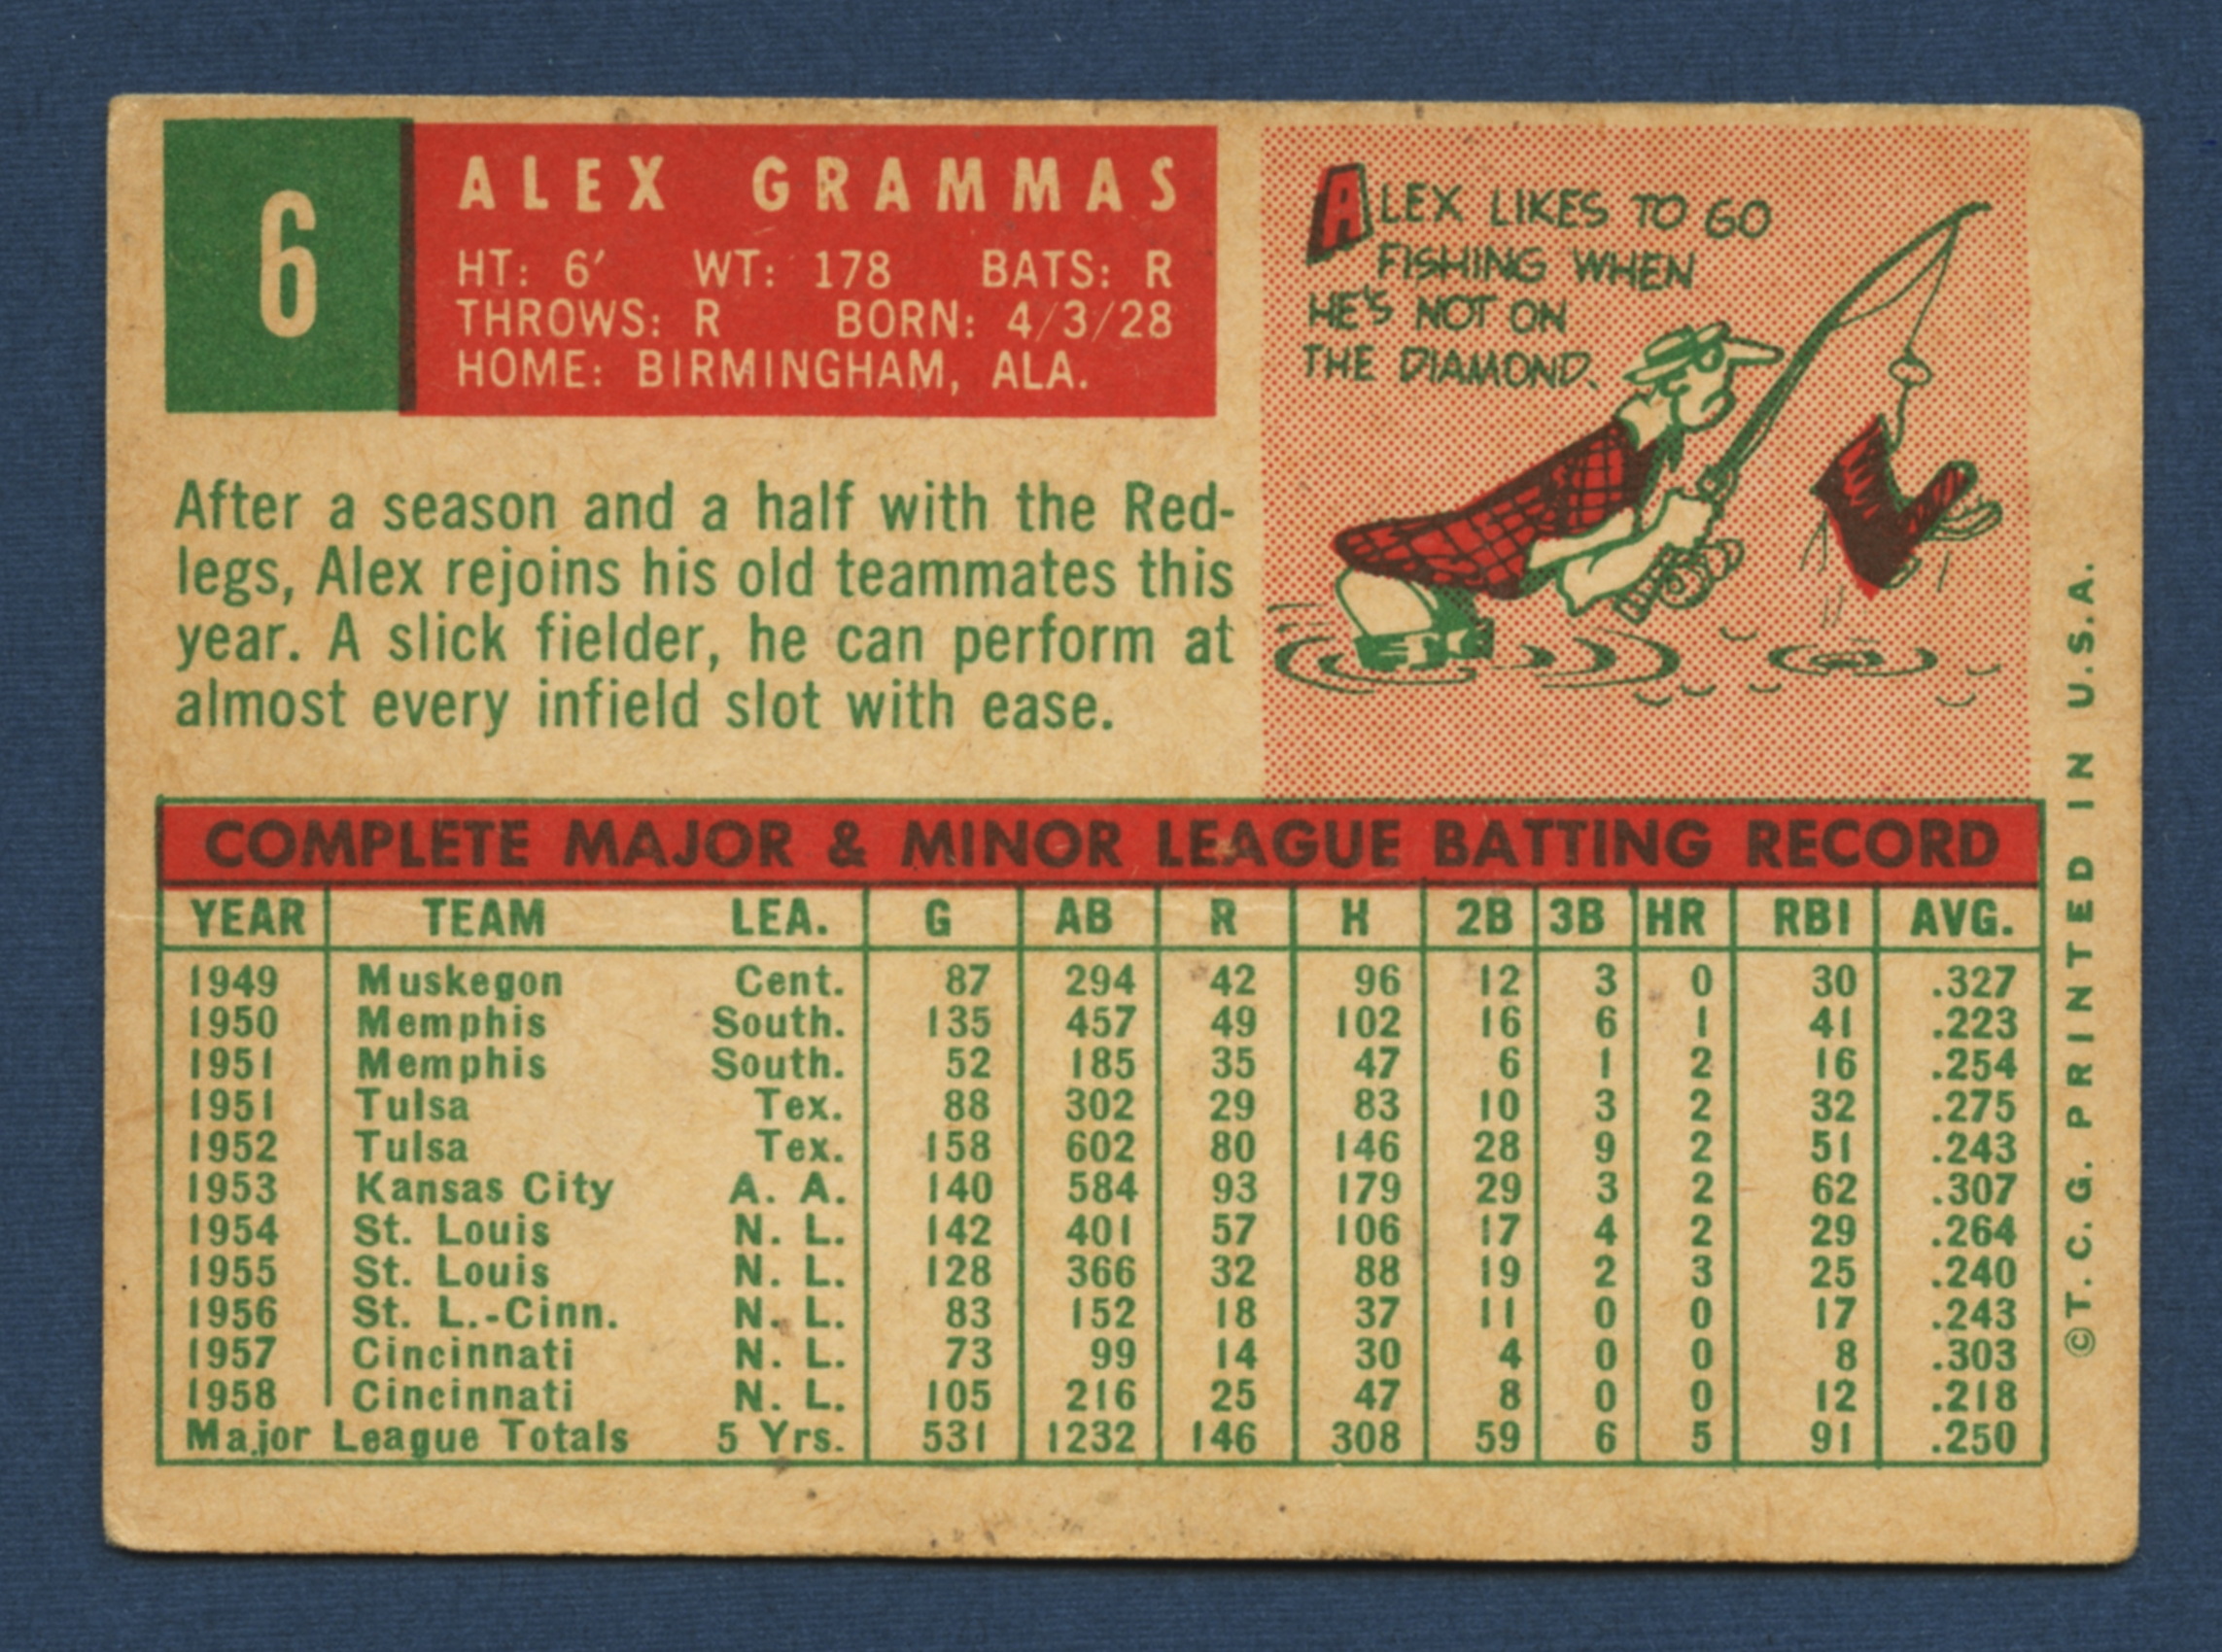 6
ALEX GRAMMAS
HT: 6' WT: 178 BATS: R
THROWS: R BORN: 4/3/28
HOME: BIRMINGHAM, ALA.
ALEX LIKES TO GO
FISHING WHEN
HE'S NOT ON
THE DIAMOND.
After a season and a half with the Red-
legs, Alex rejoins his old teammates this
year. A slick fielder, he can perform at
almost every infield slot with ease.
COMPLETE MAJOR & MINOR LEAGUE BATTING RECORD
YEAR TEAM LEA. G AB R H 2B 3B HR RBI AVG.
1949 Muskegon Cent. 87 294 42 96 12 3 0 30 .327
1950 Memphis South. 135 457 49 102 16 6 1 41 .223
1951 Memphis South. 52 185 35 47 6 1 2 16 .254
1951 Tulsa Tex. 88 302 29 83 10 3 2 32 .275
1952 Tulsa Tex. 158 602 80 146 28 9 2 51 .243
1953 Kansas City A. A. 140 584 93 179 29 3 2 62 .307
1954 St. Louis N. L. 142 401 57 106 17 4 2 29 .264
1955 St. Louis N. L. 128 366 32 88 19 2 3 25 .240
1956 St. L.-Cinn. N. L. 83 152 18 37 11 0 0 17 .243
1957 Cincinnati N. L. 73 99 14 30 4 0 0 8 .303
1958 Cincinnati N. L. 105 216 25 47 8 0 0 12 .218
Major League Totals 5 Yrs. 531 1232 146 308 59 6 5 91 .250
©T.C.G. PRINTED IN U.S.A.